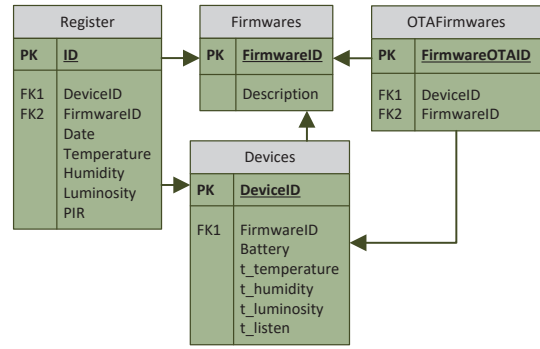 Register
PK ID
FK1 DeviceID
FK2 FirmwareID
Date
Temperature
Humidity
Luminosity
PIR
Firmwares
PK FirmwareID
Description
OTAFirmwares
PK FirmwareOTAID
FK1 DeviceID
FK2 FirmwareID
Devices
PK DeviceID
FK1 FirmwareID
Battery
t_temperature
t_humidity
t_luminosity
t_listen